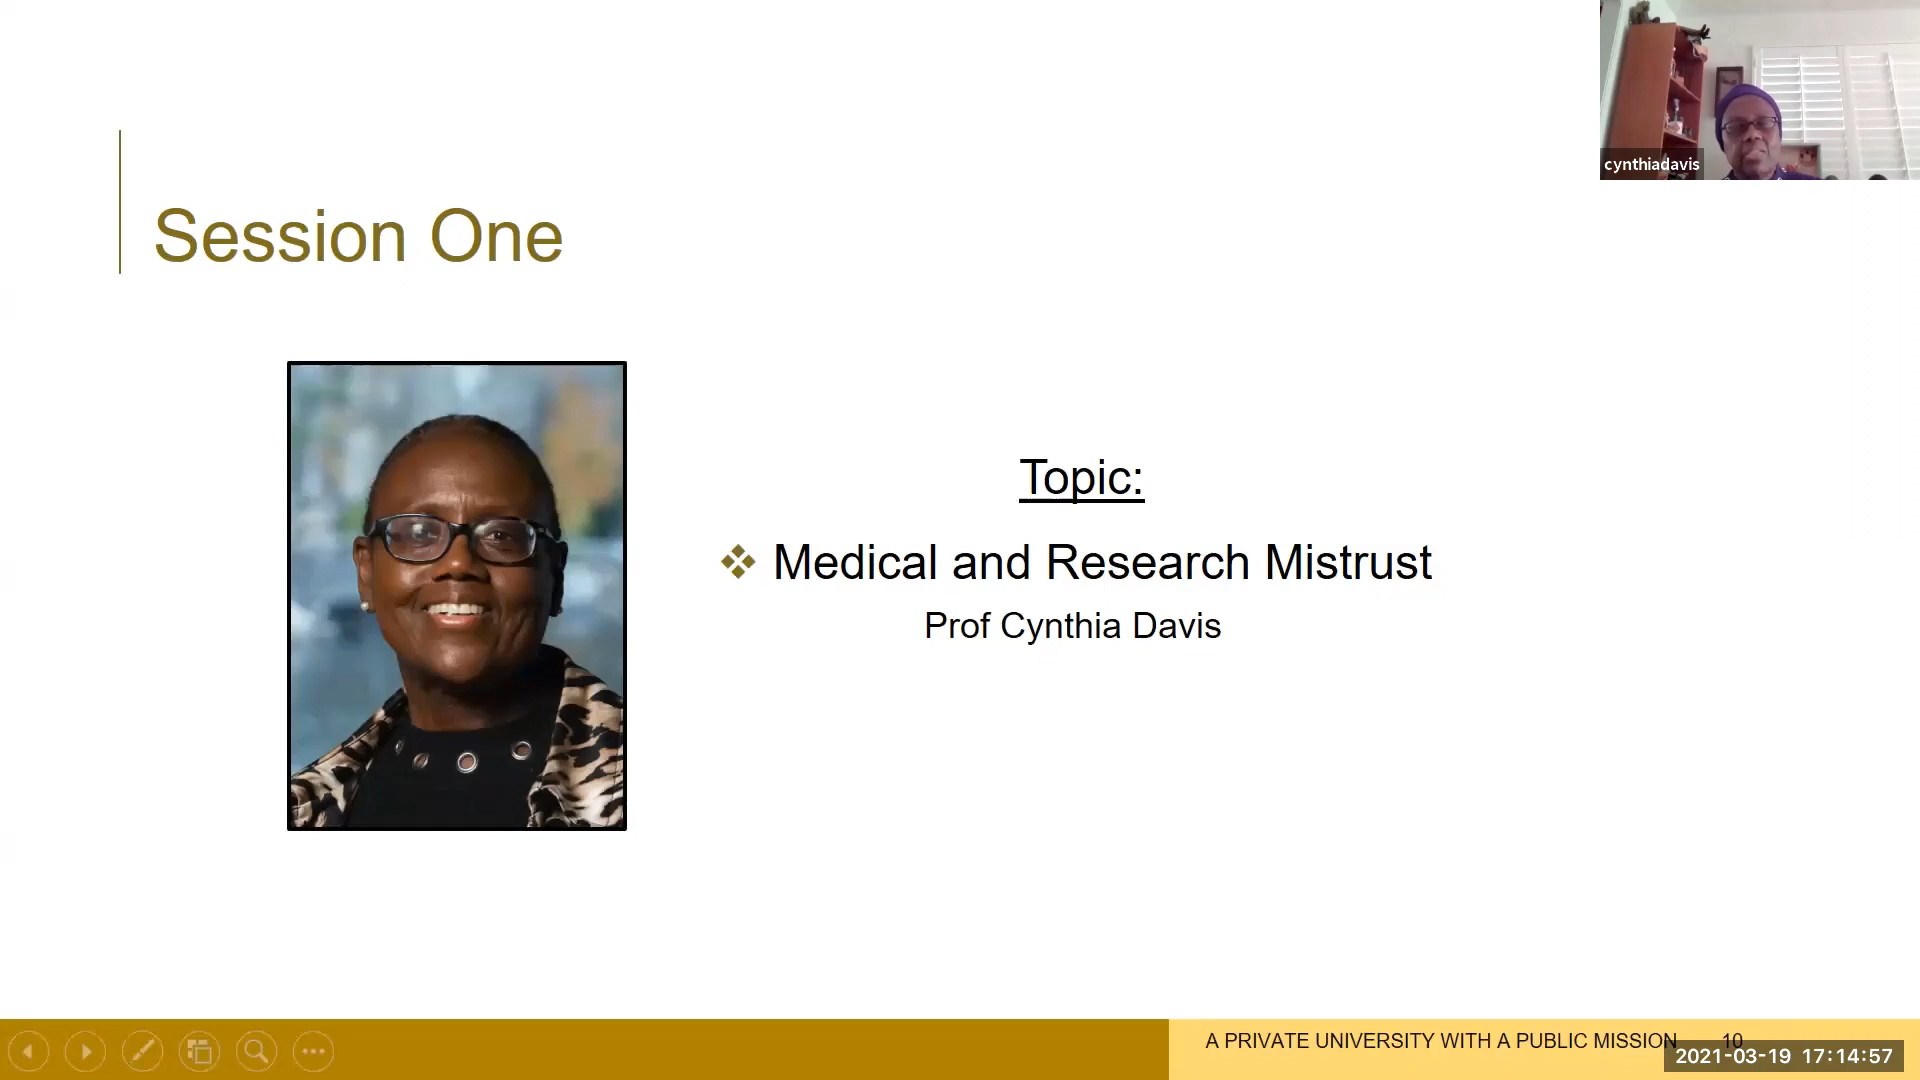 cynthiadavis
Session One
Topic:
Medical and Research Mistrust
Prof Cynthia Davis
A PRIVATE UNIVERSITY WITH A PUBLIC MISSION 10
2021-03-19 17:14:57